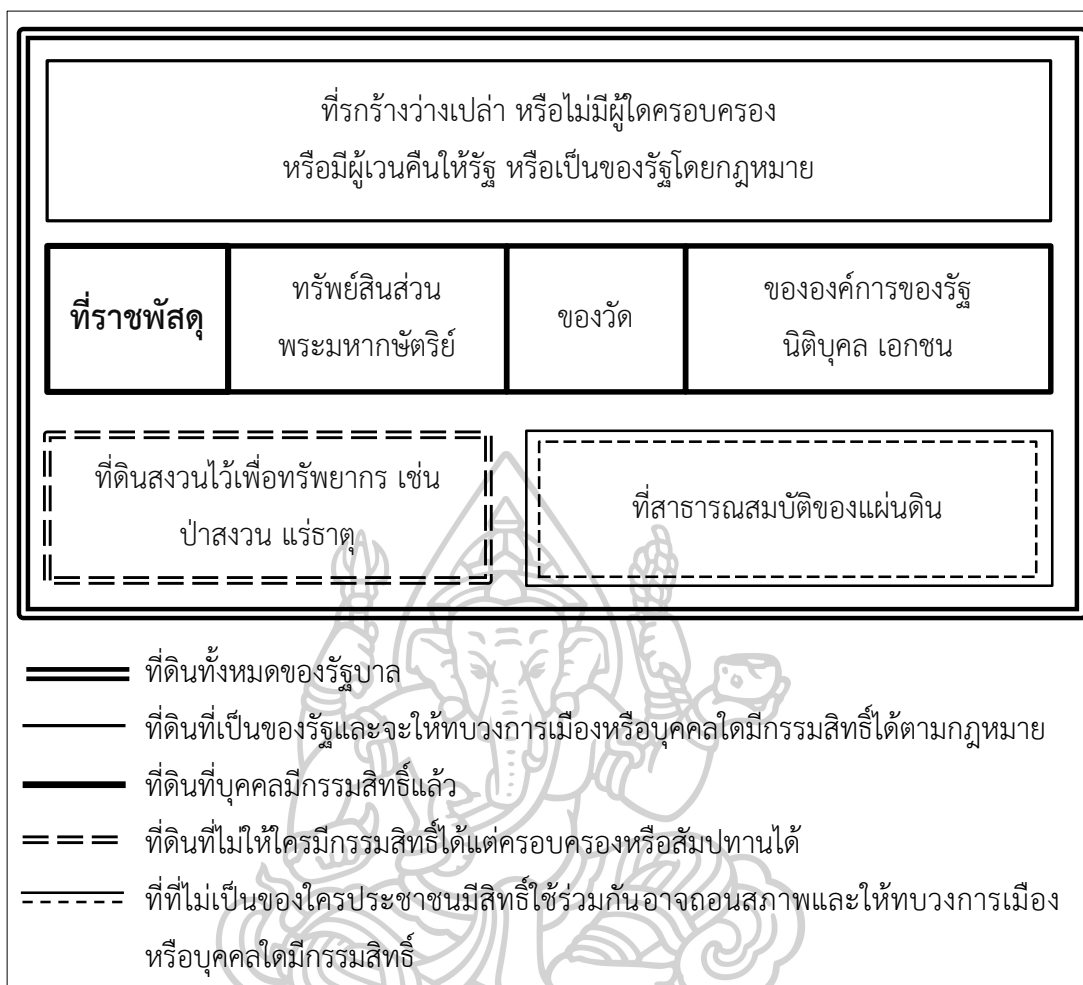 ที่รกร้างว่างเปล่า หรือไม่มีผู้ใดครอบครอง
หรือมีผู้เวนคืนให้รัฐ หรือเป็นของรัฐโดยกฎหมาย
ที่ราชพัสดุ
ทรัพย์สินส่วน
พระมหากษัตริย์
ของวัด
ขององค์การของรัฐ
นิติบุคล เอกชน
ที่ดินสงวนไว้เพื่อทรัพยากร เช่น
ป่าสงวน แร่ธาตุ
ที่สาธารณสมบัติของแผ่นดิน
ที่ดินทั้งหมดของรัฐบาล
ที่ดินที่เป็นของรัฐและจะให้ทบวงการเมืองหรือบุคคลใดมีกรรมสิทธิ์ได้ตามกฎหมาย
ที่ดินที่บุคคลมีกรรมสิทธิ์แล้ว
ที่ดินที่ไม่ให้ใครมีกรรมสิทธิ์ได้แต่ครอบครองหรือสัมปทานได้
ที่ที่ไม่เป็นของใครประชาชนมีสิทธิ์ใช้ร่วมกันอาจถอนสภาพและให้ทบวงการเมือง
หรือบุคคลใดมีกรรมสิทธิ์